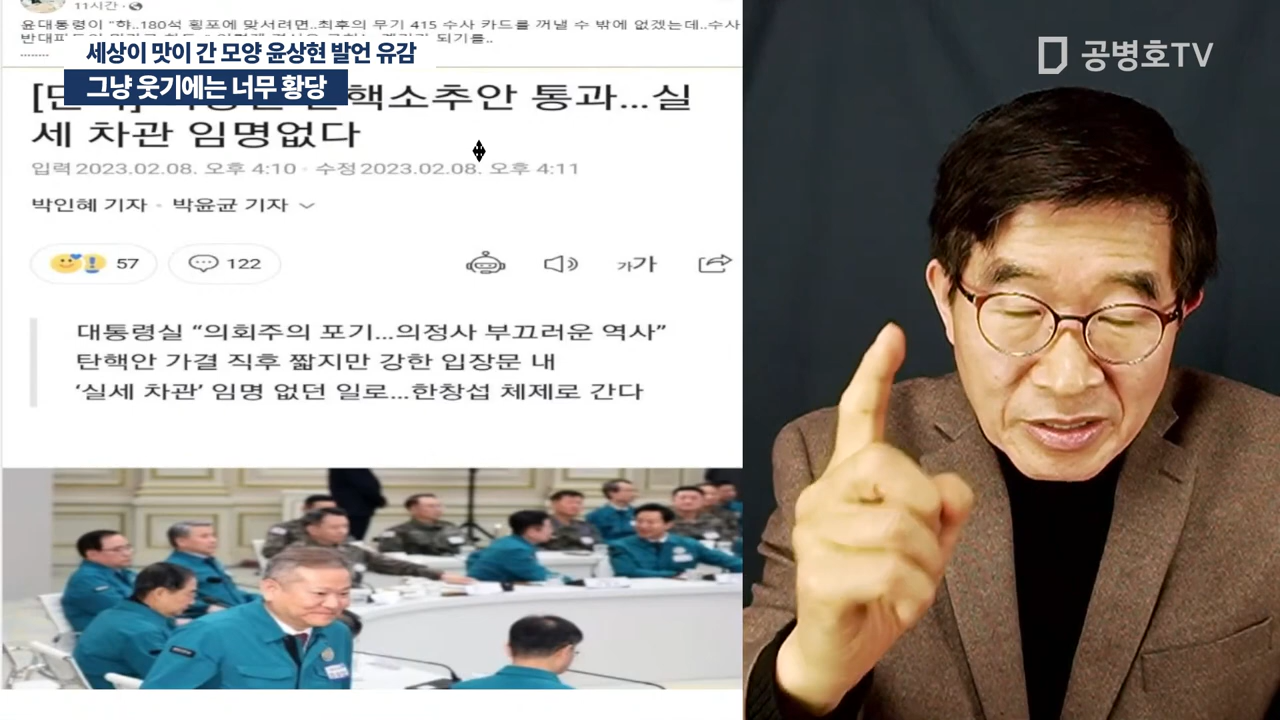 11시간
윤대통령이 "햐..180석 횡포에 맞서려면..최후의 무기 415 수사 카드를 꺼낼 수 밖에 없겠는데..수사
되기를..
세상이 맛이 간 모양 윤상현 발언 유감
그냥 웃기에는 너무 황당
공병호TV
핵소추안 통과...실
세 차관 임명없다
입력 2023.02.08. 오후 4:10 · 수정 2023.02.08. 오후 4:11
박인혜 기자 · 박윤균 기자
57
122
가가
대통령실 “의회주의 포기...의정사 부끄러운 역사”
탄핵안 가결 직후 짧지만 강한 입장문 내
‘실세 차관’ 임명 없던 일로...한창섭 체제로 간다